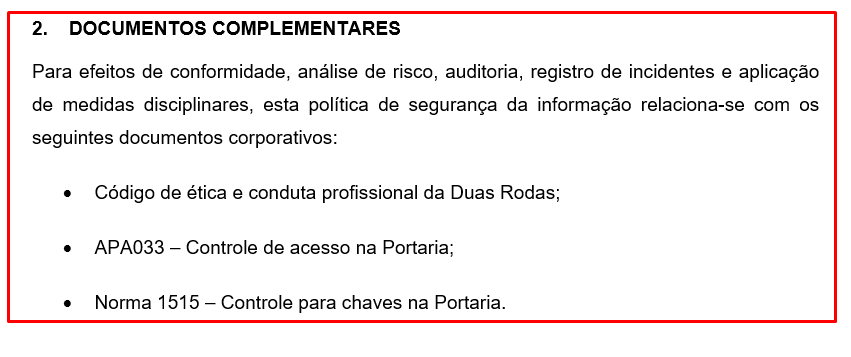 2. DOCUMENTOS COMPLEMENTARES
Para efeitos de conformidade, análise de risco, auditoria, registro de incidentes e aplicação
de medidas disciplinares, esta política de segurança da informação relaciona-se com os
seguintes documentos corporativos:
• Código de ética e conduta profissional da Duas Rodas;
• APA033 – Controle de acesso na Portaria;
• Norma 1515 – Controle para chaves na Portaria.